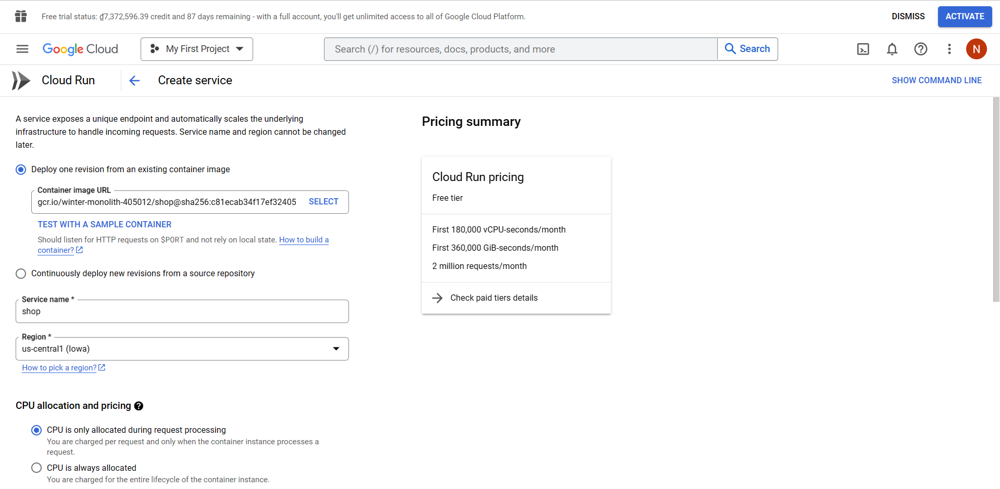 Free trial status: ₫7,372,596.39 credit and 87 days remaining - with a full account, you'll get unlimited access to all of Google Cloud Platform.
DISMISS
ACTIVATE
Google Cloud
My First Project
Search (/) for resources, docs, products, and more
Search
N
Cloud Run
Create service
SHOW COMMAND LINE
A service exposes a unique endpoint and automatically scales the underlying
infrastructure to handle incoming requests. Service name and region cannot be changed
later.
Deploy one revision from an existing container image
Container image URL
gcr.io/winter-monolith-405012/shop@sha256:c81ecab34f17ef32405
SELECT
TEST WITH A SAMPLE CONTAINER
Should listen for HTTP requests on $PORT and not rely on local state. How to build a
container?
Continuously deploy new revisions from a source repository
Service name *
shop
Region *
us-central1 (Iowa)
How to pick a region?
CPU allocation and pricing
CPU is only allocated during request processing
You are charged per request and only when the container instance processes a
request.
CPU is always allocated
You are charged for the entire lifecycle of the container instance.
Pricing summary
Cloud Run pricing
Free tier
First 180,000 vCPU-seconds/month
First 360,000 GiB-seconds/month
2 million requests/month
Check paid tiers details